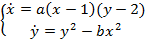 ẋ = a(x − 1)(y − 2)
ẏ = y² − bx²